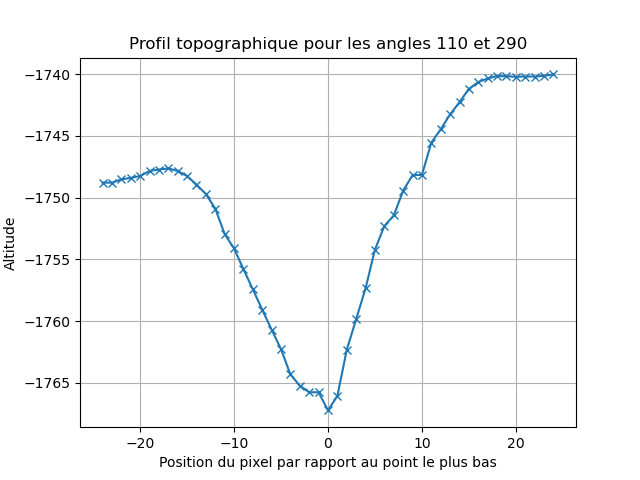 Profil topographique pour les angles 110 et 290
−1740
−1745
−1750
−1755
−1760
−1765
Altitude
−20 −10 0 10 20
Position du pixel par rapport au point le plus bas